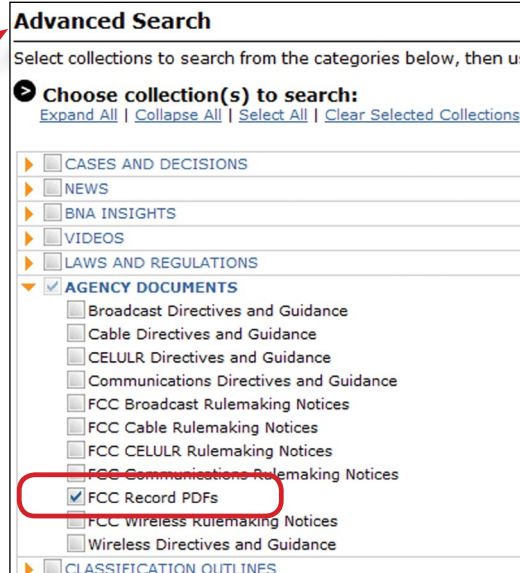 Advanced Search
Select collections to search from the categories below, then u
Choose collection(s) to search:
Expand All | Collapse All | Select All | Clear Selected Collections
CASES AND DECISIONS
NEWS
BNA INSIGHTS
VIDEOS
LAWS AND REGULATIONS
AGENCY DOCUMENTS
Broadcast Directives and Guidance
Cable Directives and Guidance
CELULR Directives and Guidance
Communications Directives and Guidance
FCC Broadcast Rulemaking Notices
FCC Cable Rulemaking Notices
FCC CELULR Rulemaking Notices
FCC Communications Rulemaking Notices
FCC Record PDFs
FCC Wireless Rulemaking Notices
Wireless Directives and Guidance
CLASSIFICATION OUTLINES